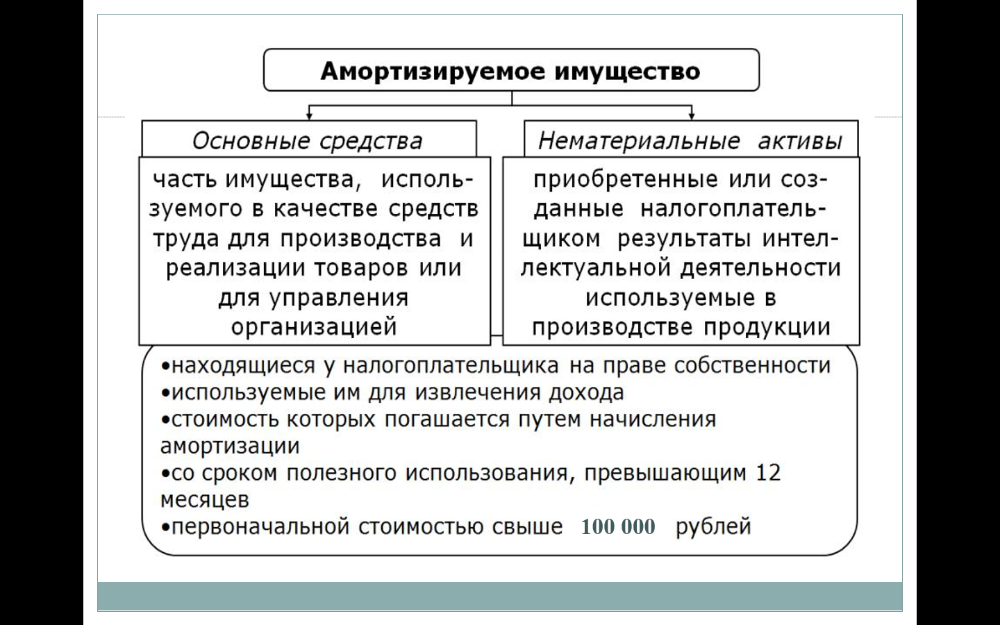 Амортизируемое имущество
Основные средства
часть имущества, исполь-
зуемого в качестве средств
труда для производства и
реализации товаров или
для управления
организацией
Нематериальные активы
приобретенные или соз-
данные налогоплатель-
щиком результаты интел-
лектуальной деятельности
используемые в
производстве продукции
•находящиеся у налогоплательщика на праве собственности
•используемые им для извлечения дохода
•стоимость которых погашается путем начисления
амортизации
•со сроком полезного использования, превышающим 12
месяцев
•первоначальной стоимостью свыше 100 000 рублей